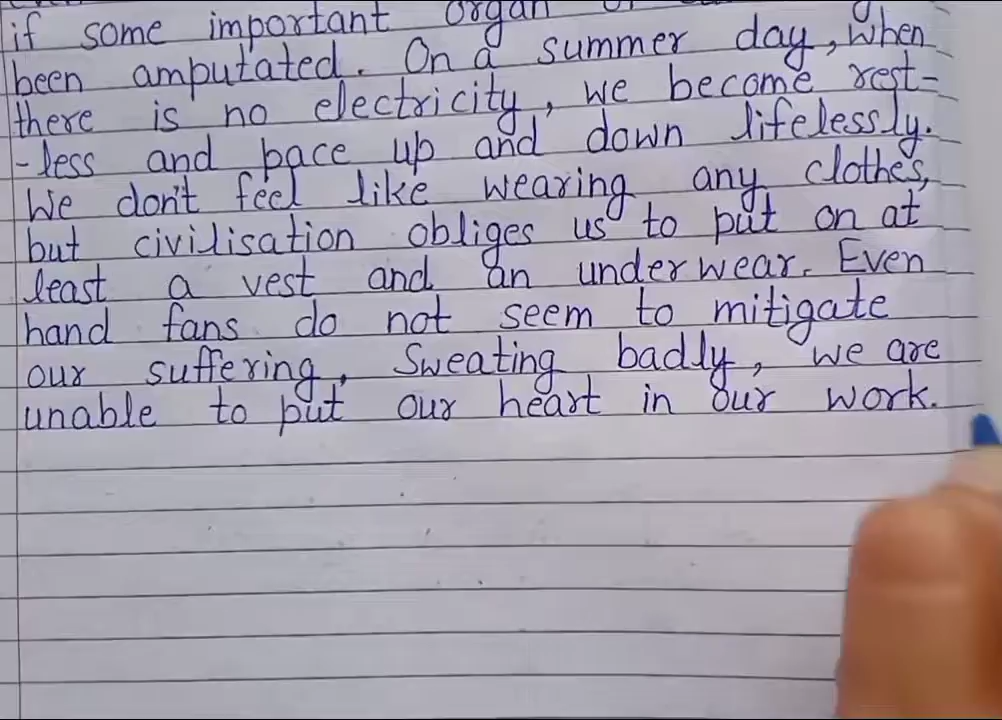 if some important organ
been amputated. On a summer day, when
there is no electricity, we become rest-
-less and pace up and down lifelessly.
We don't feel like wearing any clothes,
but civilisation obliges us to put on at
least a vest and an underwear. Even
hand fans do not seem to mitigate
our suffering. Sweating badly, we are
unable to put our heart in our work.